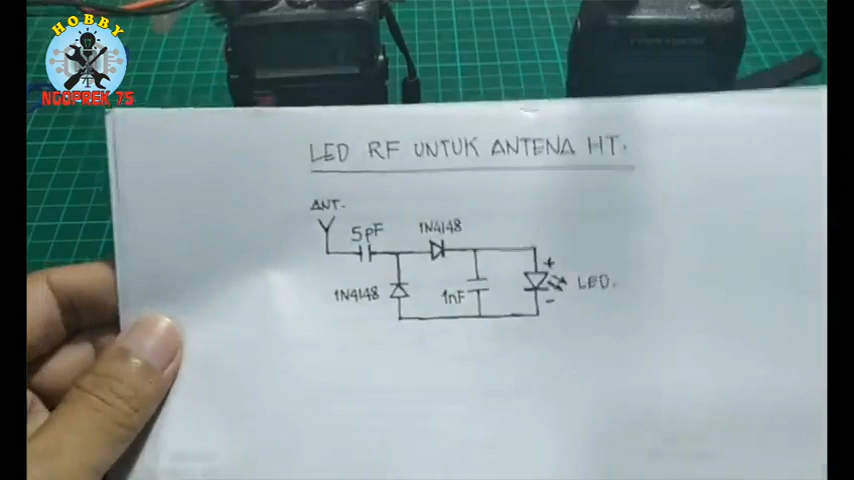 HOBBY
NGOPREK 75
LED RF UNTUK ANTENA HT.
ANT.
5pF
1N4148
1N4148
1nF
+
LED.
-